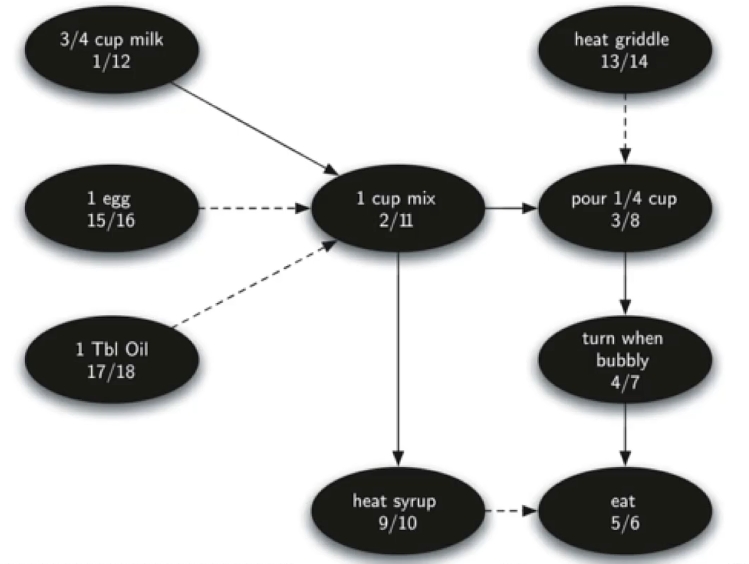 3/4 cup milk
1/12
heat griddle
13/14
1 egg
15/16
1 cup mix
2/11
pour 1/4 cup
3/8
1 Tbl Oil
17/18
turn when
bubbly
4/7
heat syrup
9/10
eat
5/6